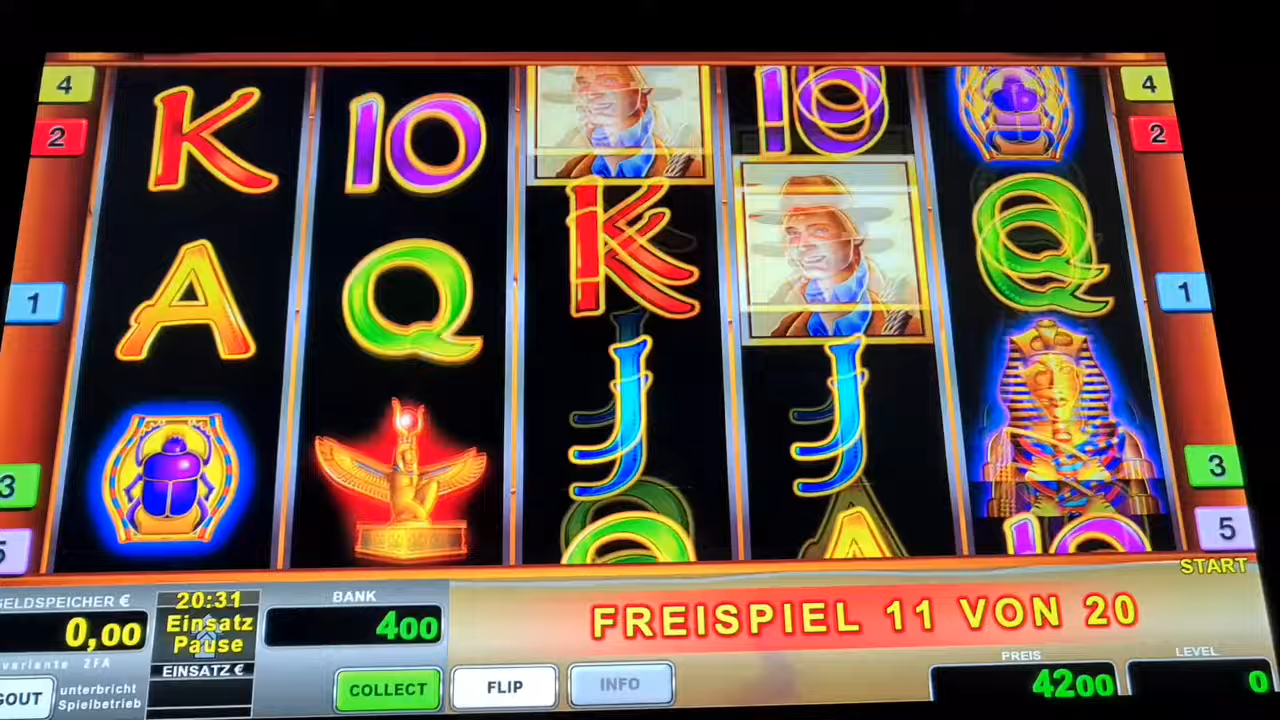 4
4
K
10
10
2
2
K
Q
A
Q
1
1
J
J
3
3
5
5
Q
A
10
START
GELDSPEICHER €
20:31
BANK
0,00
Einsatz
Pause
400
FREISPIEL 11 VON 20
variante 2FA
EINSATZ €
PREIS
LEVEL
GOUT
unterbricht
Spielbetrieb
COLLECT
FLIP
INFO
4200
0